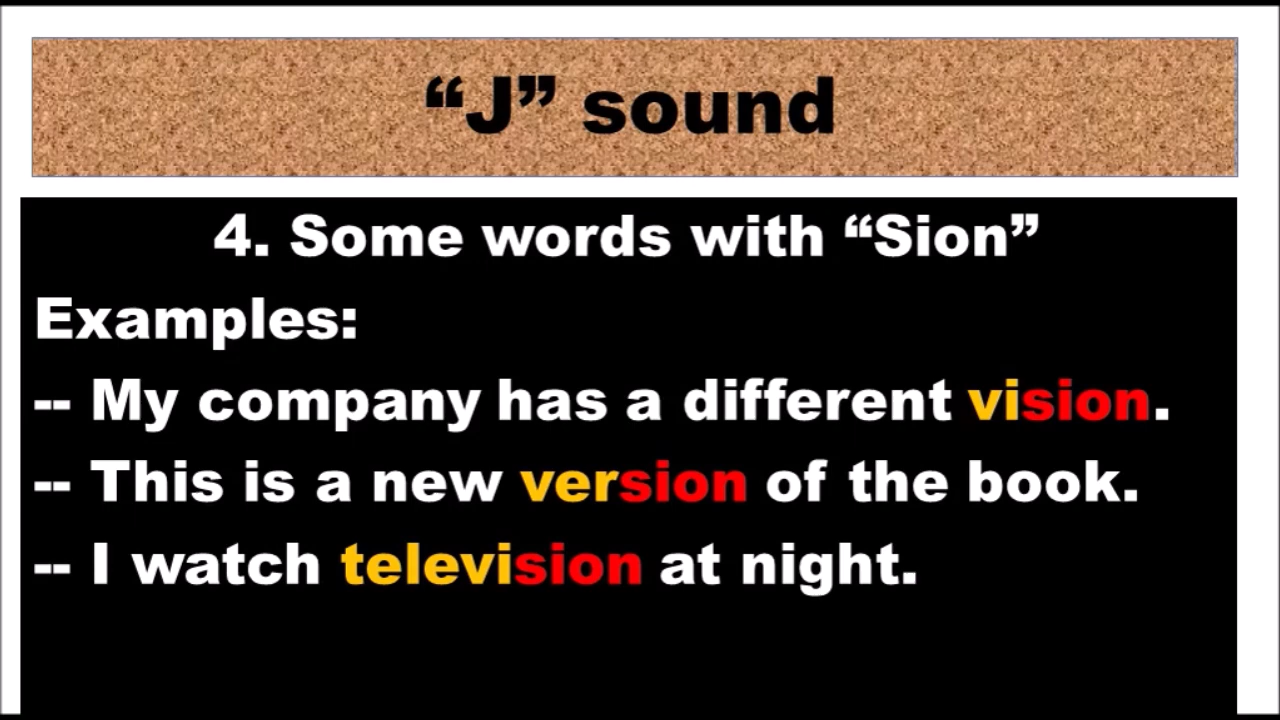 “J” sound
4. Some words with “Sion”
Examples:
-- My company has a different vision.
-- This is a new version of the book.
-- I watch television at night.